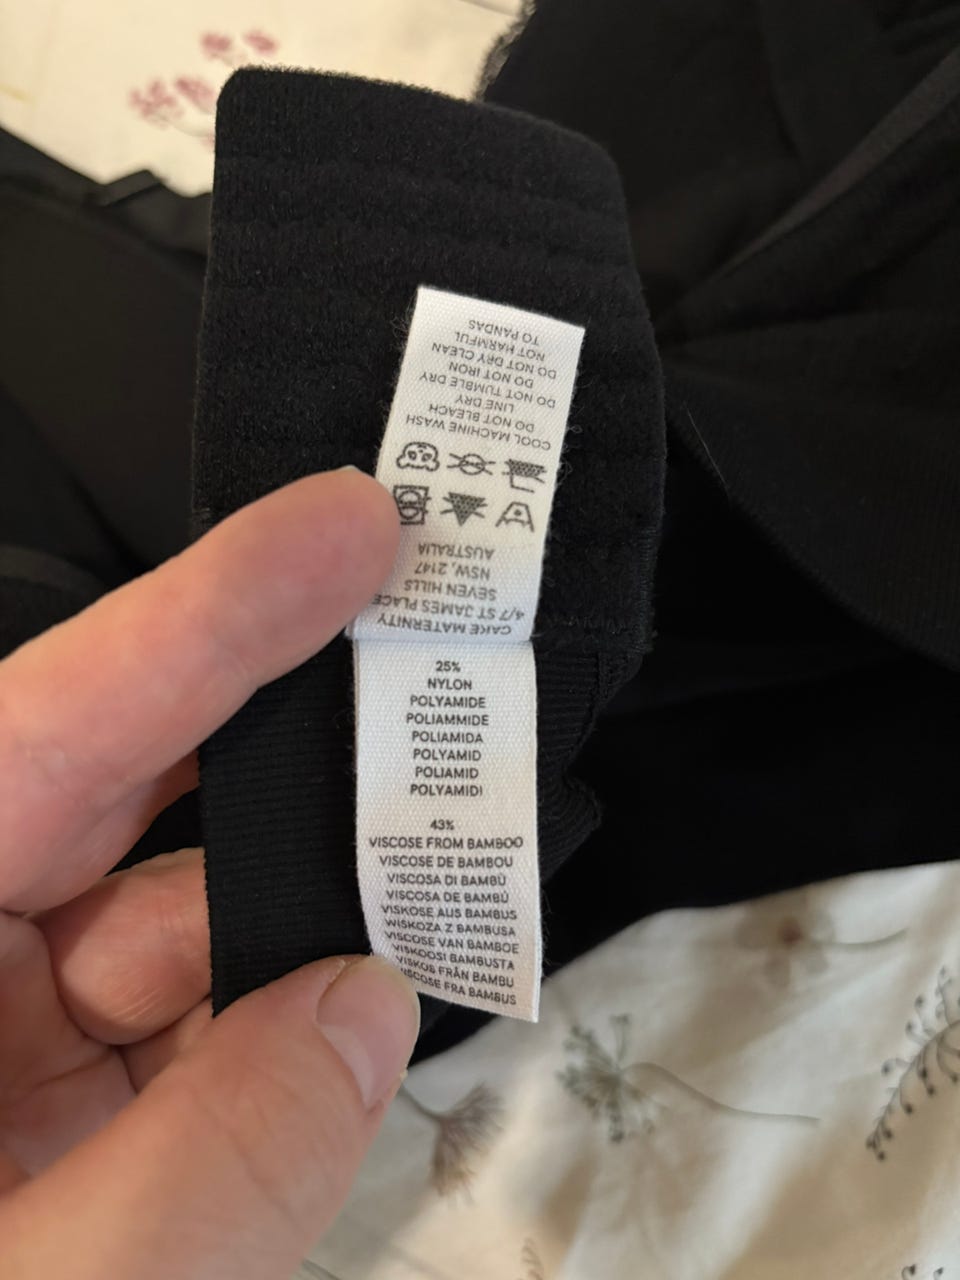 COOL MACHINE WASH
DO NOT BLEACH
LINE DRY
DO NOT TUMBLE DRY
DO NOT IRON
DO NOT DRY CLEAN
NOT HARMFUL
TO PANDAS
CAKE MATERNITY
4/7 ST JAMES PLACE
SEVEN HILLS
NSW, 2147
AUSTRALIA
25%
NYLON
POLYAMIDE
POLIAMMIDE
POLIAMIDA
POLYAMID
POLIAMID
POLYAMIDI
43%
VISCOSE FROM BAMBOO
VISCOSE DE BAMBOU
VISCOSA DI BAMBÙ
VISCOSA DE BAMBÚ
VISKOSE AUS BAMBUS
WISKOZA Z BAMBUSA
VISCOSE VAN BAMBOE
VISKOOSI BAMBUSTA
VISKOS FRÅN BAMBU
VISCOSE FRA BAMBUS